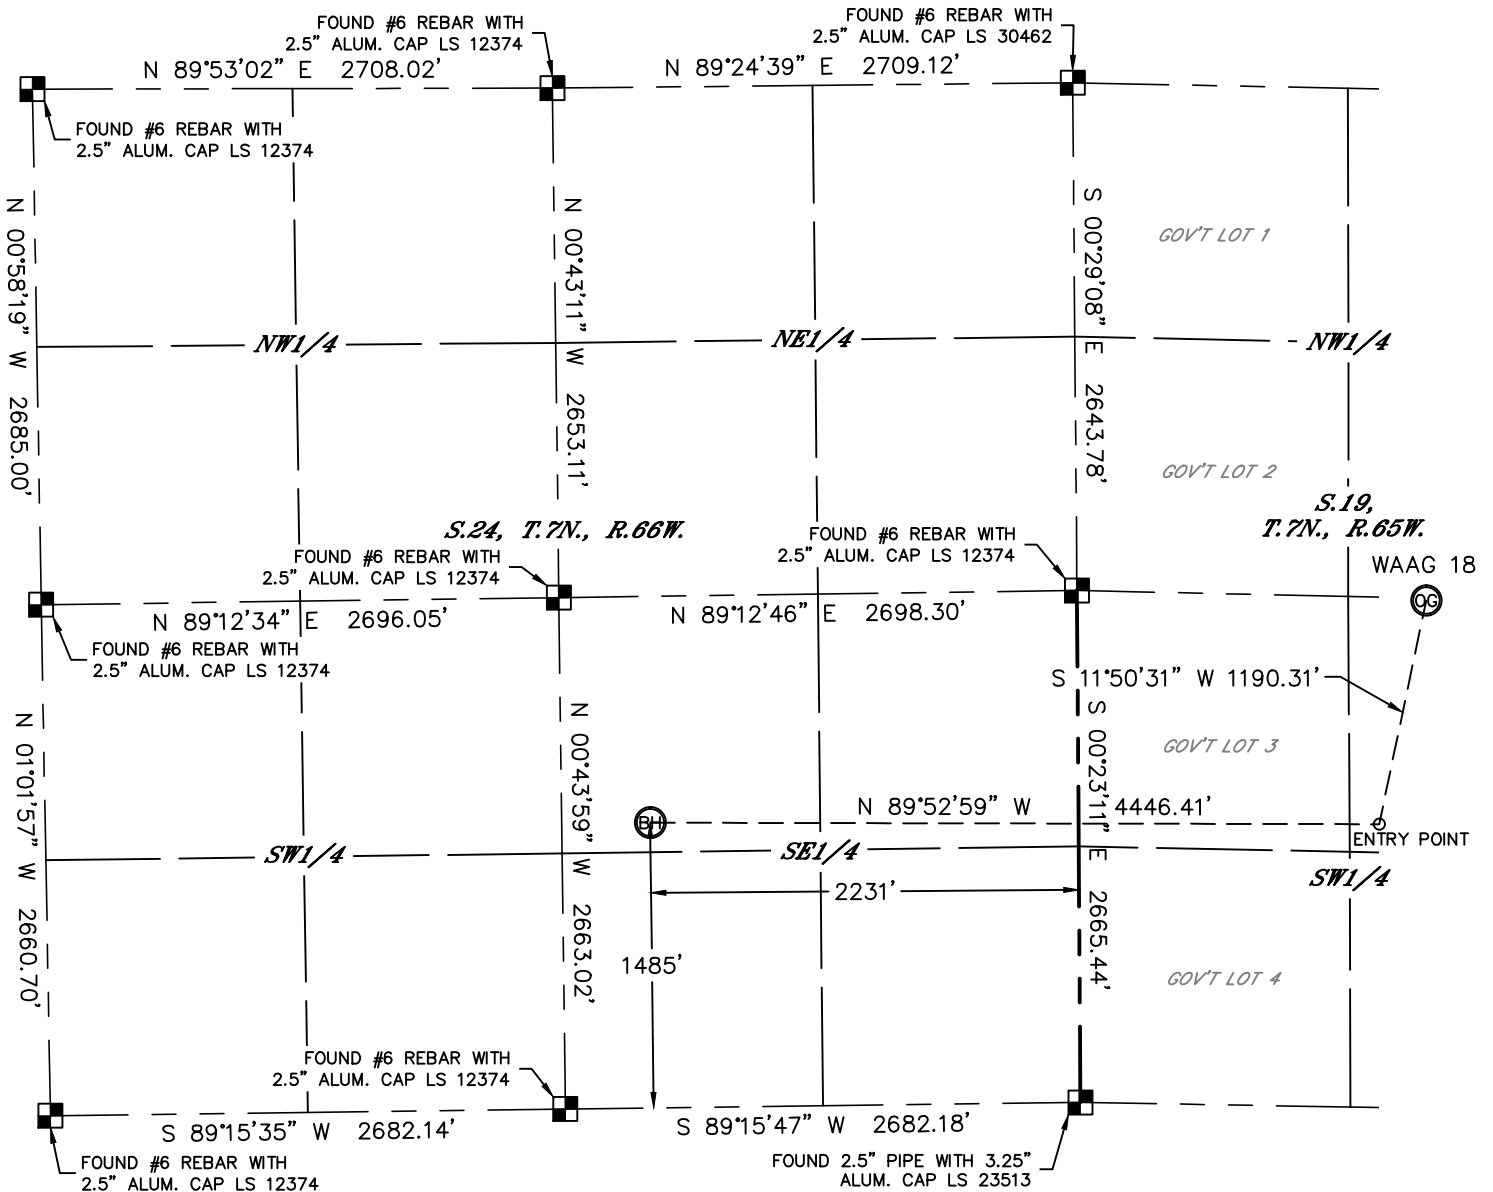 FOUND #6 REBAR WITH
2.5" ALUM. CAP LS 12374
FOUND #6 REBAR WITH
2.5" ALUM. CAP LS 30462
N 89°53'02" E 2708.02'
N 89°24'39" E 2709.12'
FOUND #6 REBAR WITH
2.5" ALUM. CAP LS 12374
N 00°58'19" W 2685.00'
N 00°43'11" W 2653.11'
S 00°29'08" E 2643.78'
GOV'T LOT 1
NW1/4
NE1/4
NW1/4
GOV'T LOT 2
S.24, T.7N., R.66W.
S.19,
T.7N., R.65W.
FOUND #6 REBAR WITH
2.5" ALUM. CAP LS 12374
FOUND #6 REBAR WITH
2.5" ALUM. CAP LS 12374
WAAG 18
OG
N 89°12'34" E 2696.05'
N 89°12'46" E 2698.30'
FOUND #6 REBAR WITH
2.5" ALUM. CAP LS 12374
S 11°50'31" W 1190.31'
N 01°01'57" W 2660.70'
N 00°43'59" W 2663.02'
S 00°23'11" E 2665.44'
GOV'T LOT 3
BH
N 89°52'59" W 4446.41'
ENTRY POINT
SW1/4
SE1/4
SW1/4
2231'
1485'
GOV'T LOT 4
FOUND #6 REBAR WITH
2.5" ALUM. CAP LS 12374
S 89°15'35" W 2682.14'
S 89°15'47" W 2682.18'
FOUND #6 REBAR WITH
2.5" ALUM. CAP LS 12374
FOUND 2.5" PIPE WITH 3.25"
ALUM. CAP LS 23513